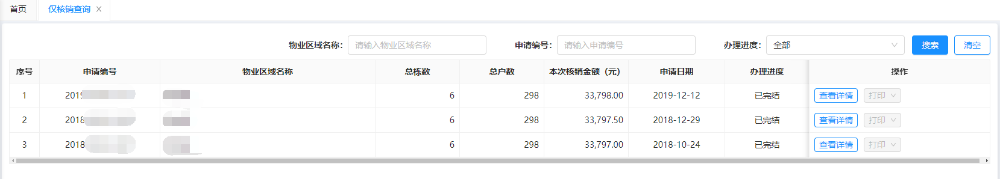 首页 仅核销查询
物业区域名称: 请输入物业区域名称 申请编号: 请输入申请编号 办理进度: 全部 搜索 清空
序号 申请编号 物业区域名称 总栋数 总户数 本次核销金额（元） 申请日期 办理进度 操作
1 2019 6 298 33,798.00 2019-12-12 已完结 查看详情 打印
2 2018 6 298 33,797.50 2018-12-29 已完结 查看详情 打印
3 2018 6 298 33,797.00 2018-10-24 已完结 查看详情 打印